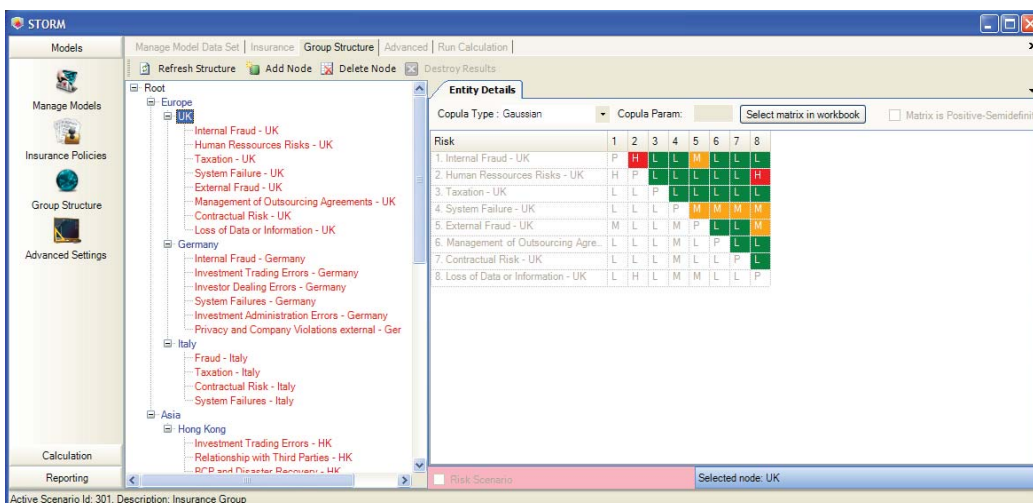 STORM
Models
Manage Models
Insurance Policies
Group Structure
Advanced Settings
Calculation
Reporting
Manage Model Data Set | Insurance Group Structure Advanced | Run Calculation |
Refresh Structure Add Node Delete Node Destroy Results
Root
Europe
UK
Internal Fraud - UK
Human Ressources Risks - UK
Taxation - UK
System Failure - UK
External Fraud - UK
Management of Outsourcing Agreements - UK
Contractual Risk - UK
Loss of Data or Information - UK
Germany
Internal Fraud - Germany
Investment Trading Errors - Germany
Investor Dealing Errors - Germany
System Failures - Germany
Investment Administration Errors - Germany
Privacy and Company Violations external - Ger
Italy
Fraud - Italy
Taxation - Italy
Contractual Risk - Italy
System Failures - Italy
Asia
Hong Kong
Investment Trading Errors - HK
Relationship with Third Parties - HK
BCP and Disaster Recovery - HK
Entity Details
Copula Type : Gaussian Copula Param: Select matrix in workbook Matrix is Positive-Semidefinit
Risk 1 2 3 4 5 6 7 8
1. Internal Fraud - UK P H L L M L L L
2. Human Ressources Risks - UK H P L L L L L H
3. Taxation - UK L L P L L L L L
4. System Failure - UK L L L P M M M M
5. External Fraud - UK M L L M P L L M
6. Management of Outsourcing Agre.. L L L M L P L L
7. Contractual Risk - UK L L L M L L P L
8. Loss of Data or Information - UK L H L M M L L P
Risk Scenario Selected node: UK
Active Scenario Id: 301, Description: Insurance Group